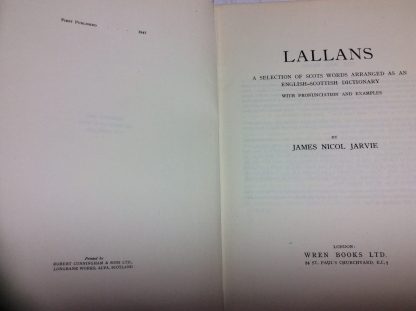 FIRST PUBLISHED 1947
Printed by
ROBERT CUNNINGHAM & SONS LTD.,
LONGBANK WORKS, ALVA, SCOTLAND
LALLANS
A SELECTION OF SCOTS WORDS ARRANGED AS AN
ENGLISH-SCOTTISH DICTIONARY
WITH PRONUNCIATION AND EXAMPLES
BY
JAMES NICOL JARVIE
LONDON:
WREN BOOKS LTD.
ST. PAUL'S CHURCHYARD, E.C.4